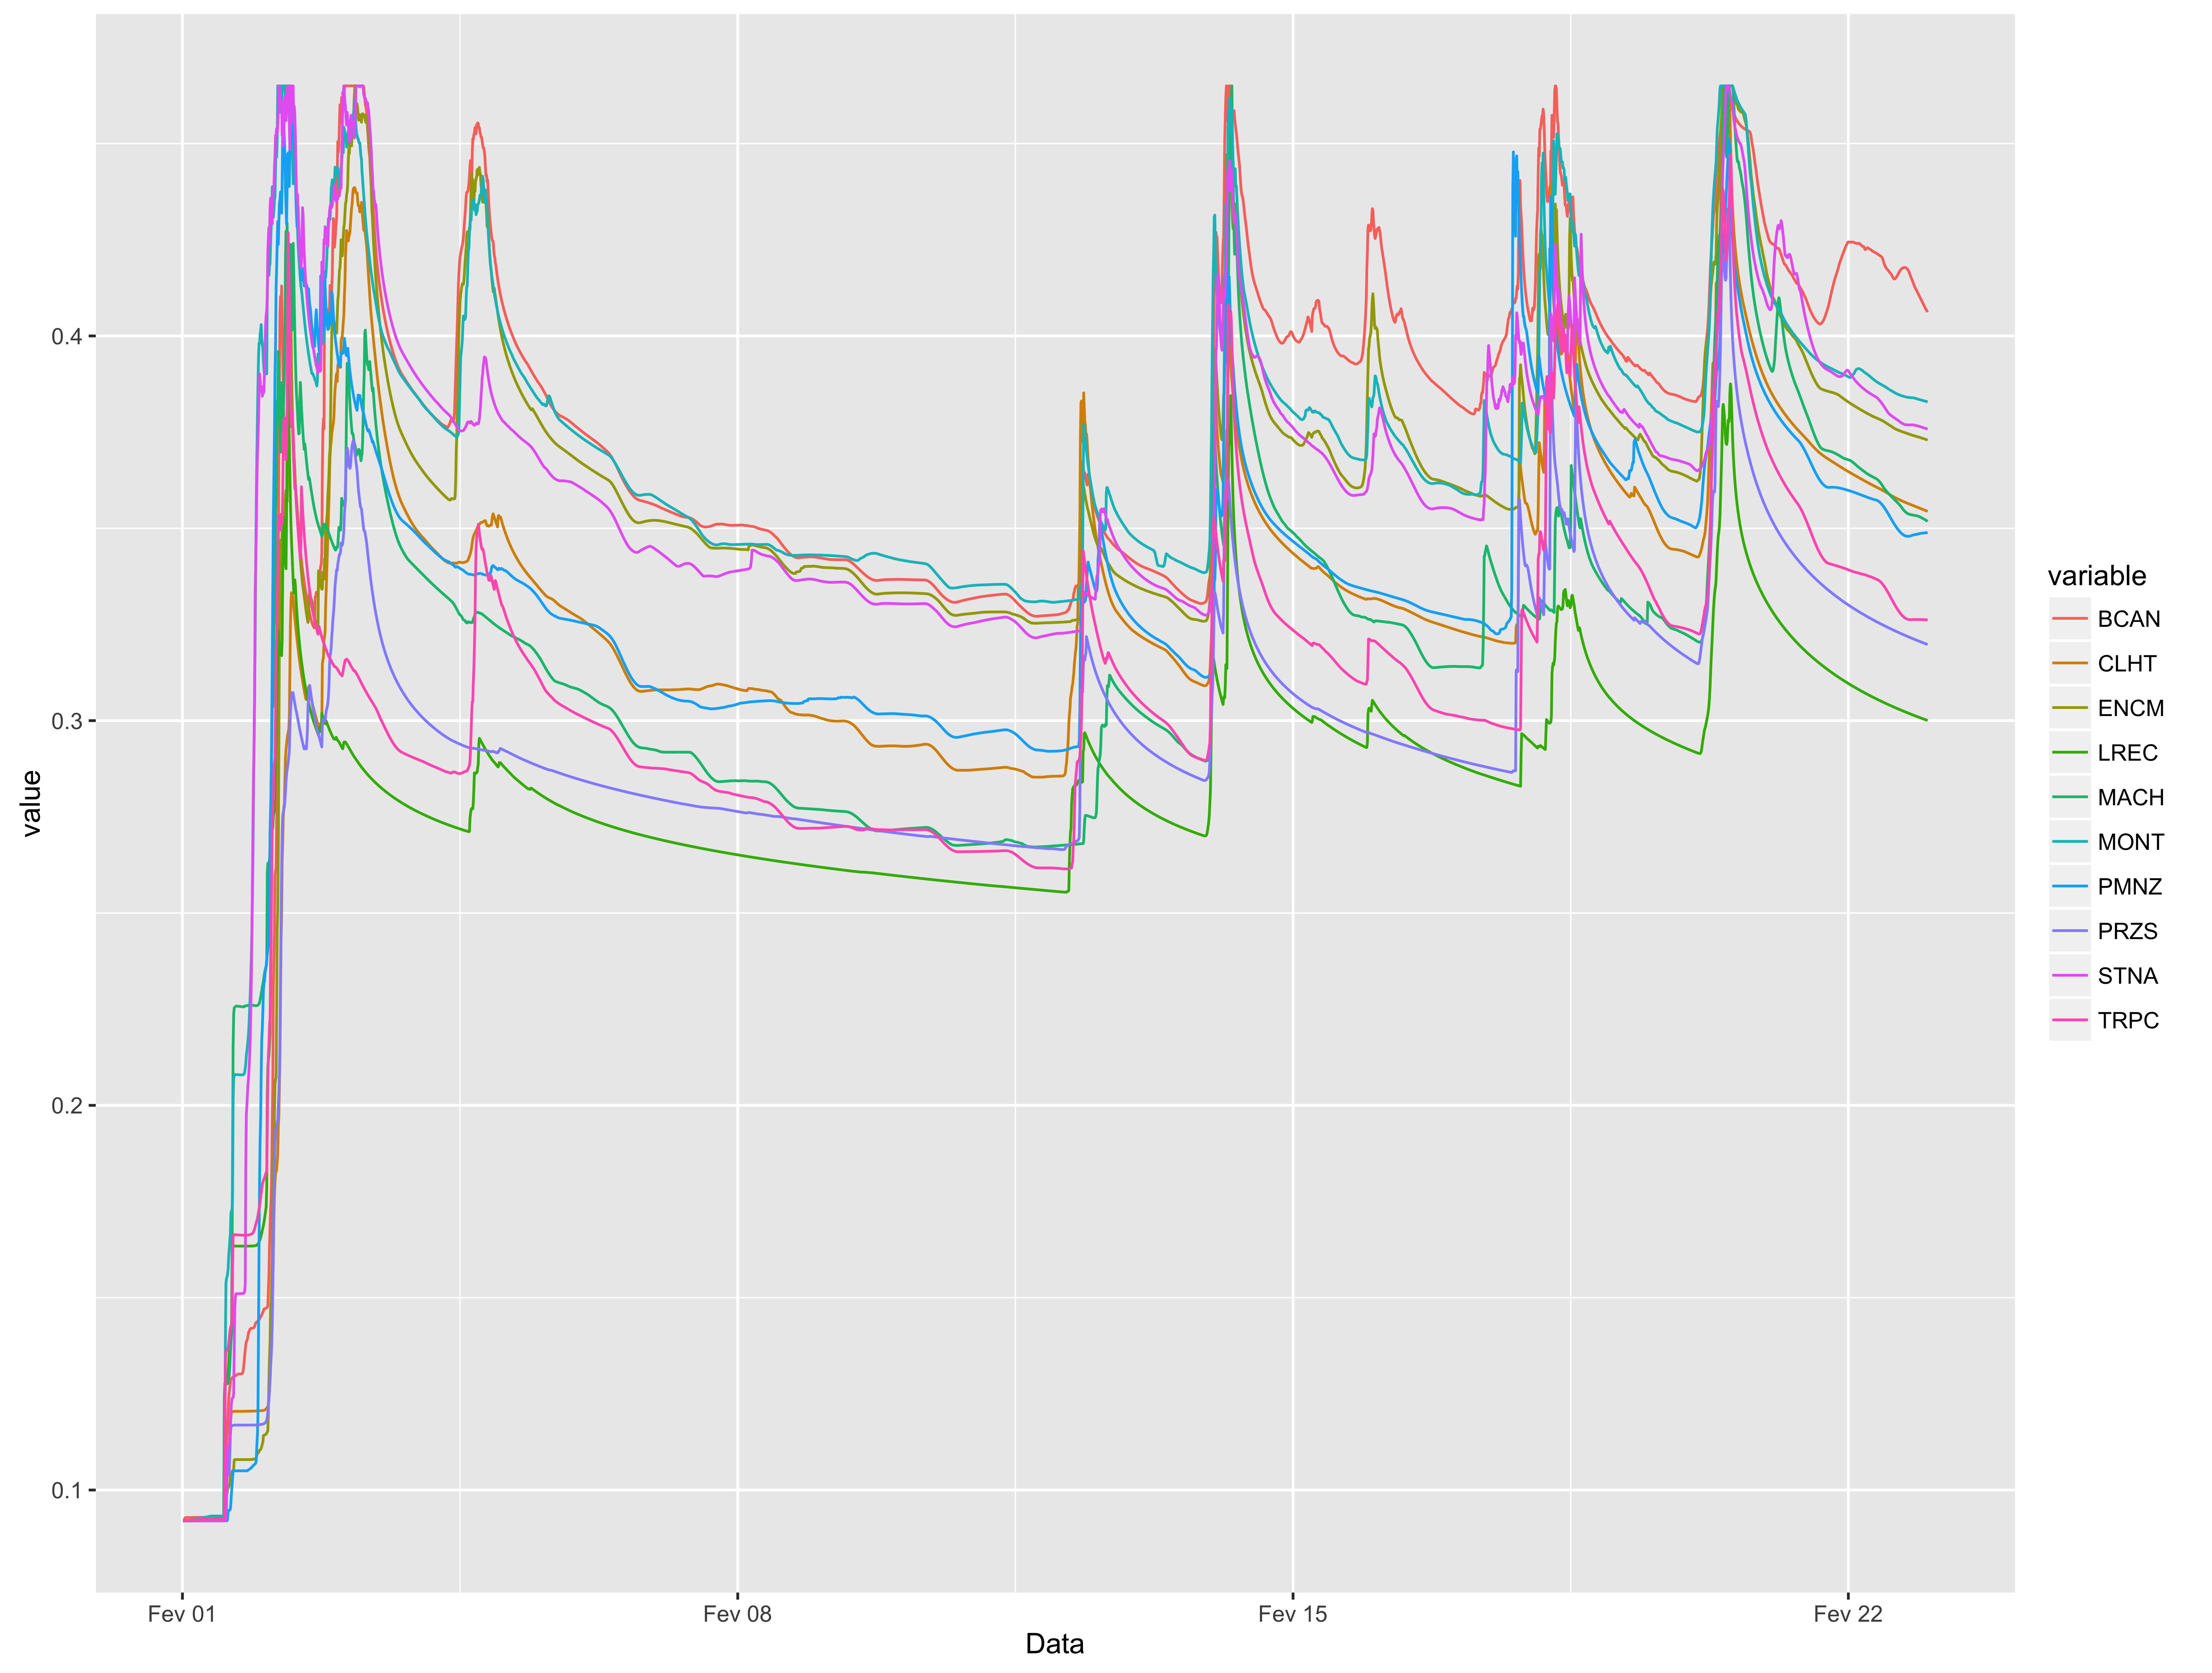 value
0.4
0.3
0.2
0.1
Fev 01
Fev 08
Fev 15
Fev 22
Data
variable
BCAN
CLHT
ENCM
LREC
MACH
MONT
PMNZ
PRZS
STNA
TRPC